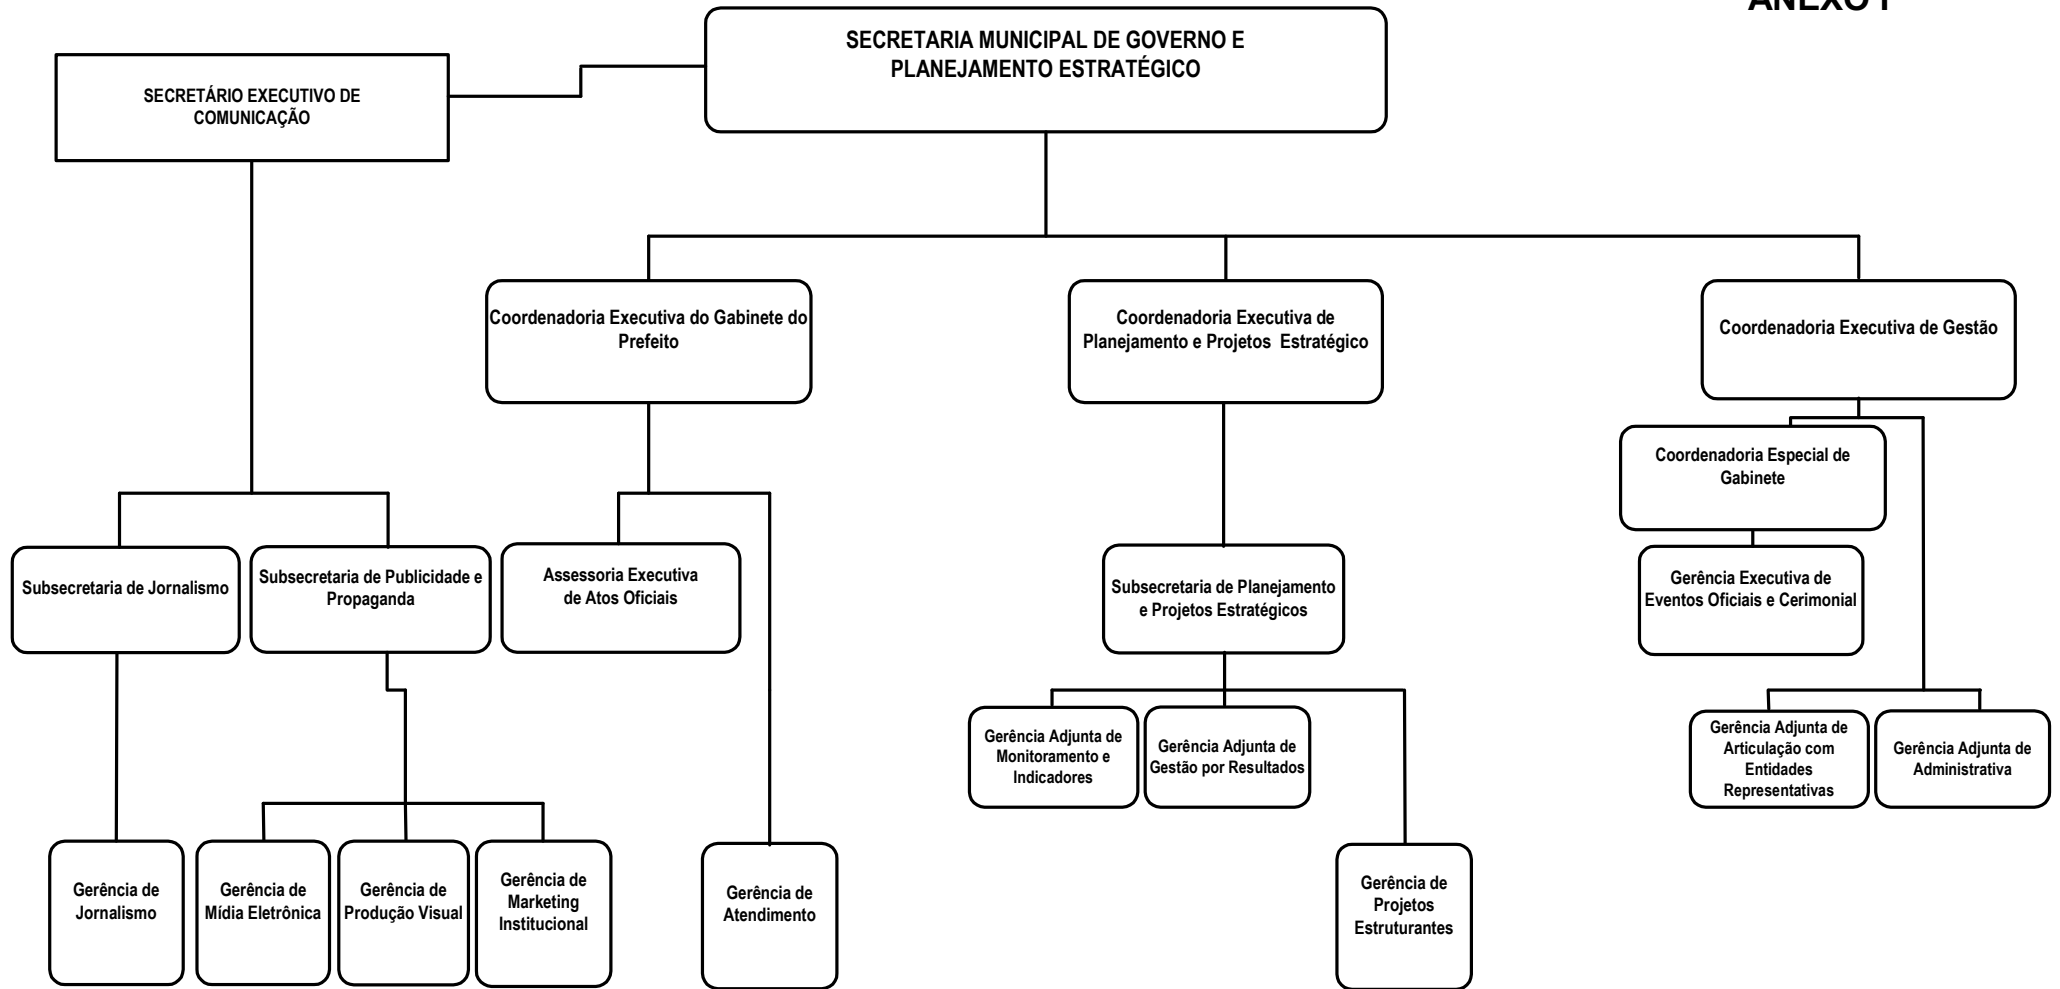 ANEXO I
SECRETARIA MUNICIPAL DE GOVERNO E
PLANEJAMENTO ESTRATÉGICO
SECRETÁRIO EXECUTIVO DE
COMUNICAÇÃO
Coordenadoria Executiva do Gabinete do
Prefeito
Coordenadoria Executiva de
Planejamento e Projetos Estratégico
Coordenadoria Executiva de Gestão
Coordenadoria Especial de
Gabinete
Subsecretaria de Jornalismo
Subsecretaria de Publicidade e
Propaganda
Assessoria Executiva
de Atos Oficiais
Subsecretaria de Planejamento
e Projetos Estratégicos
Gerência Executiva de
Eventos Oficiais e Cerimonial
Gerência Adjunta de
Monitoramento e
Indicadores
Gerência Adjunta de
Gestão por Resultados
Gerência Adjunta de
Articulação com
Entidades
Representativas
Gerência Adjunta de
Administrativa
Gerência de
Jornalismo
Gerência de
Mídia Eletrônica
Gerência de
Produção Visual
Gerência de
Marketing
Institucional
Gerência de
Atendimento
Gerência de
Projetos
Estruturantes